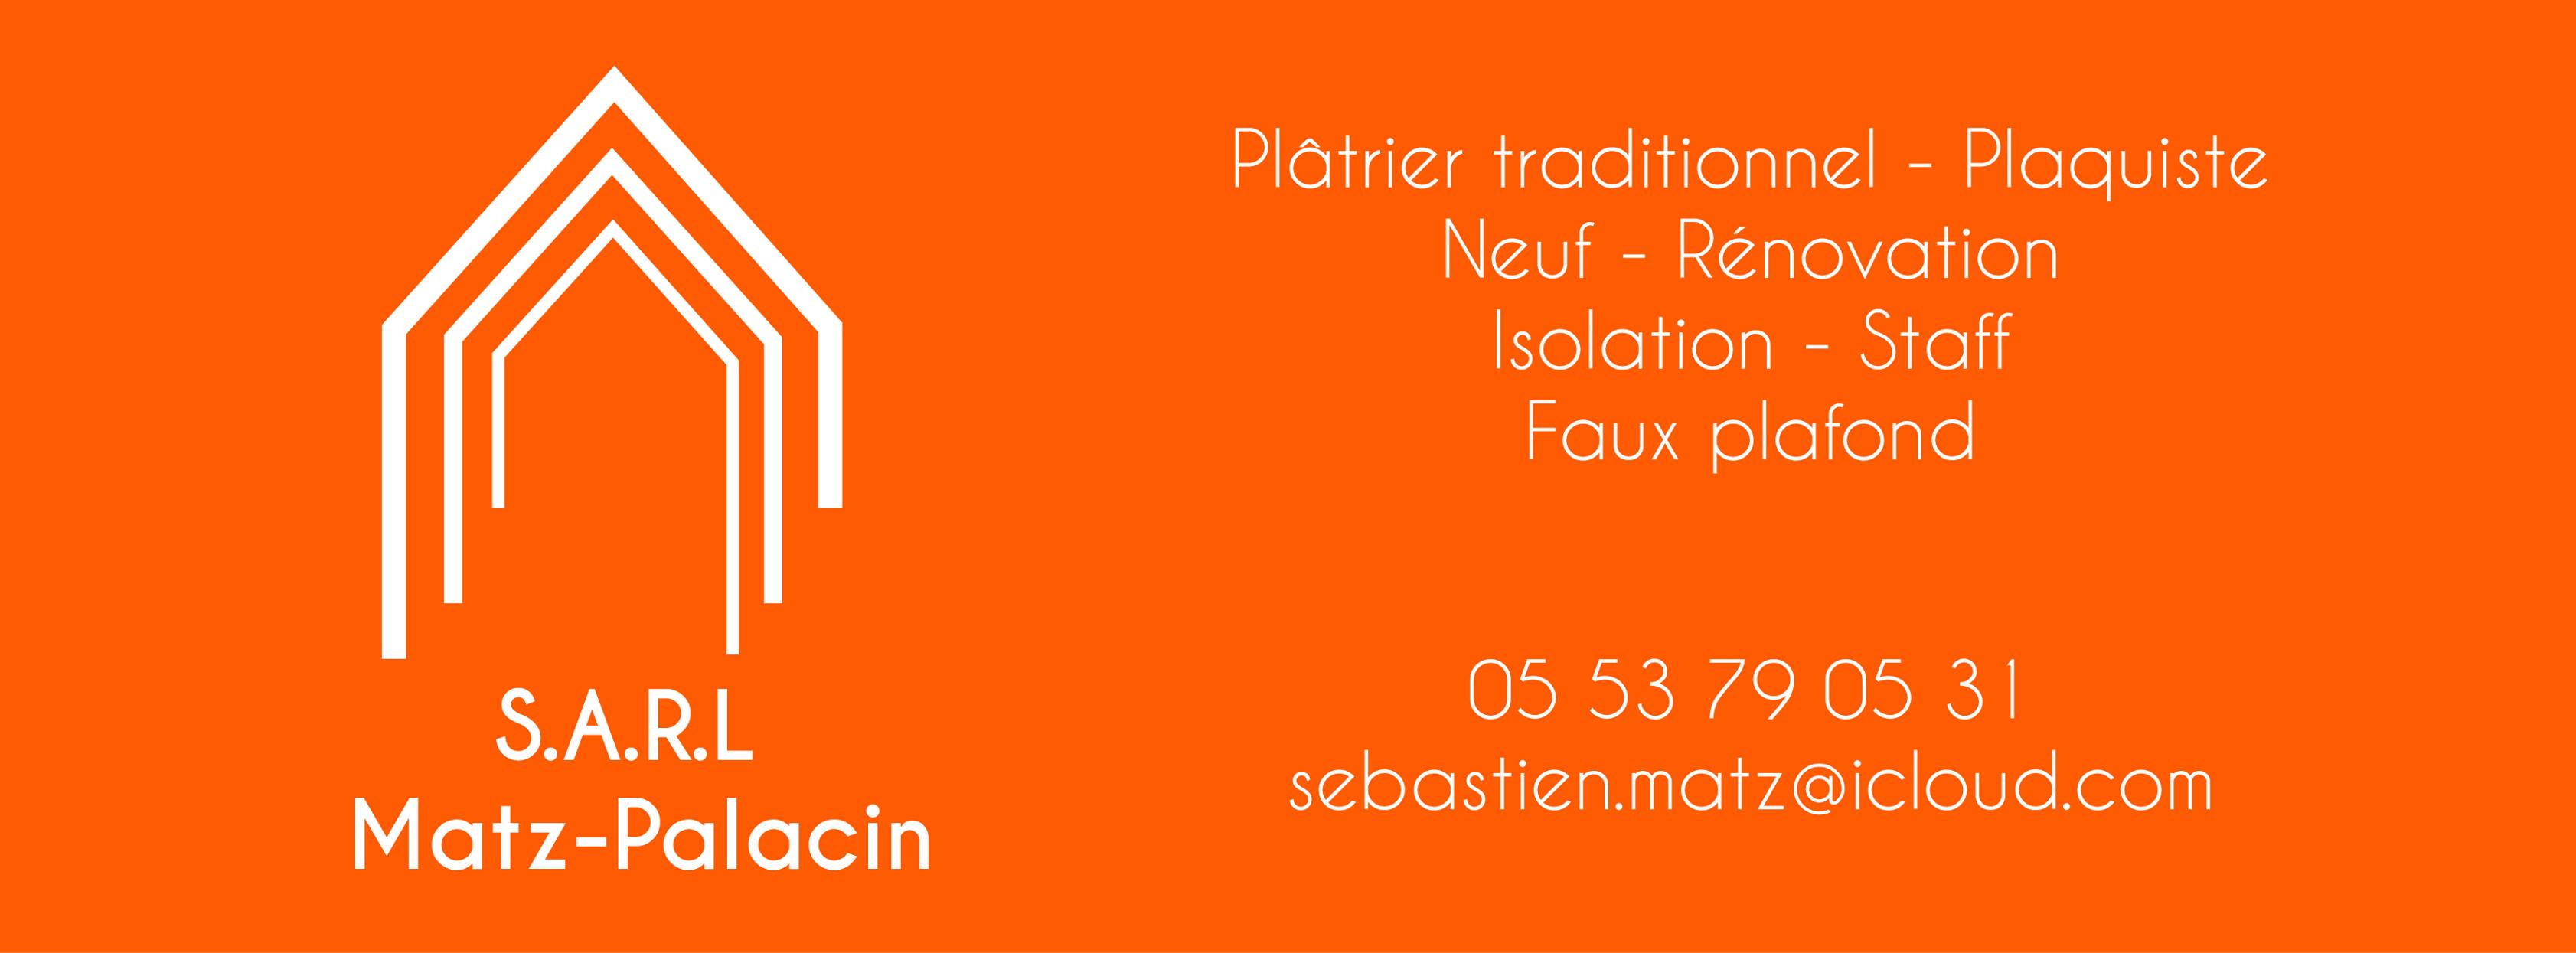 S.A.R.L
Matz-Palacin
Plâtrier traditionnel - Plaquiste
Neuf - Rénovation
Isolation - Staff
Faux plafond
05 53 79 05 31
sebastien.matz@icloud.com